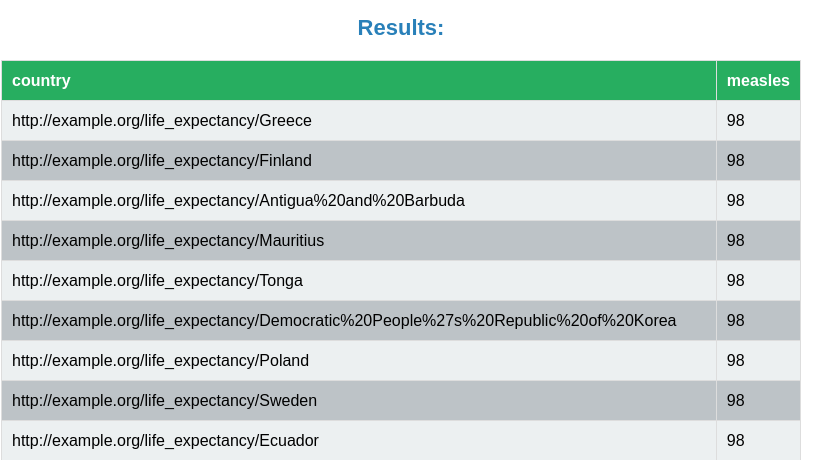 Results:
country measles
http://example.org/life_expectancy/Greece 98
http://example.org/life_expectancy/Finland 98
http://example.org/life_expectancy/Antigua%20and%20Barbuda 98
http://example.org/life_expectancy/Mauritius 98
http://example.org/life_expectancy/Tonga 98
http://example.org/life_expectancy/Democratic%20People%27s%20Republic%20of%20Korea 98
http://example.org/life_expectancy/Poland 98
http://example.org/life_expectancy/Sweden 98
http://example.org/life_expectancy/Ecuador 98